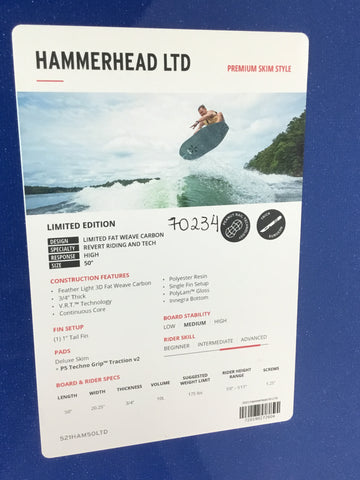 HAMMERHEAD LTD
PREMIUM SKIM STYLE
LIMITED EDITION
70234
DESIGN LIMITED FAT WEAVE CARBON
SPECIALTY REVERT RIDING AND TECH
RESPONSE HIGH
SIZE 50"
CONSTRUCTION FEATURES
• Feather Light 3D Fat Weave Carbon
• 3/4" Thick
• V.R.T.™ Technology
• Continuous Core
• Polyester Resin
• Single Fin Setup
• PolyLam™ Gloss
• Innegra Bottom
FIN SETUP
(1) 1" Tail Fin
BOARD STABILITY
LOW MEDIUM HIGH
PADS
Deluxe Skim
• PS Techno Grip™ Traction v2
RIDER SKILL
BEGINNER INTERMEDIATE ADVANCED
BOARD & RIDER SPECS
LENGTH WIDTH THICKNESS VOLUME SUGGESTED WEIGHT LIMIT RIDER HEIGHT RANGE SCREWS
50" 20.25" 3/4" 10L 175 lbs
521HAM50LTD